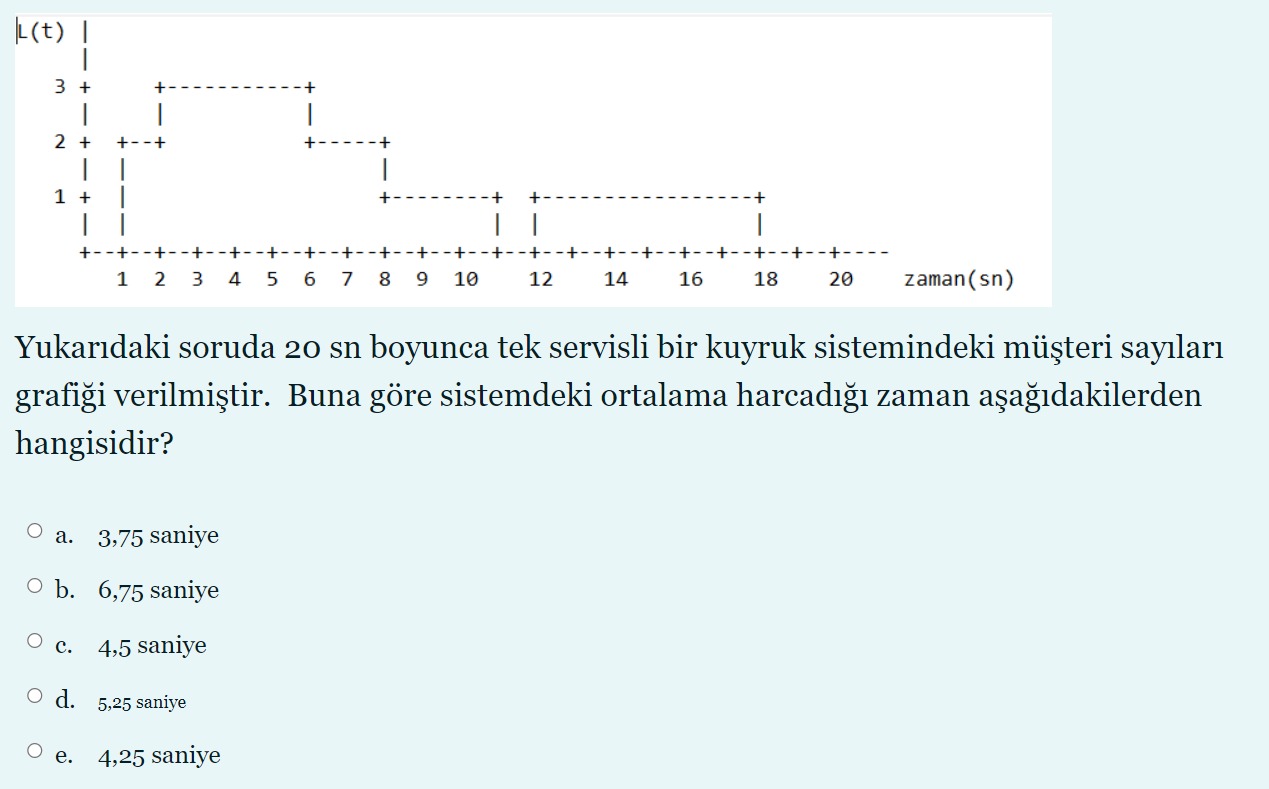 L(t) |
|
3 +     +-----------+
|     |           |
2 +  +--+           +-----+
|  |                    |
1 +  |                    +--------+  +-----------------+
|  |                             |  |                 |
+--+--+--+--+--+--+--+--+--+--+--+--+--+--+--+--+--+--+--+--+----
1  2  3  4  5  6  7  8  9  10    12    14    16    18    20    zaman(sn)
Yukarıdaki soruda 20 sn boyunca tek servisli bir kuyruk sistemindeki müşteri sayıları
grafiği verilmiştir.  Buna göre sistemdeki ortalama harcadığı zaman aşağıdakilerden
hangisidir?
a. 3,75 saniye
b. 6,75 saniye
c. 4,5 saniye
d. 5,25 saniye
e. 4,25 saniye